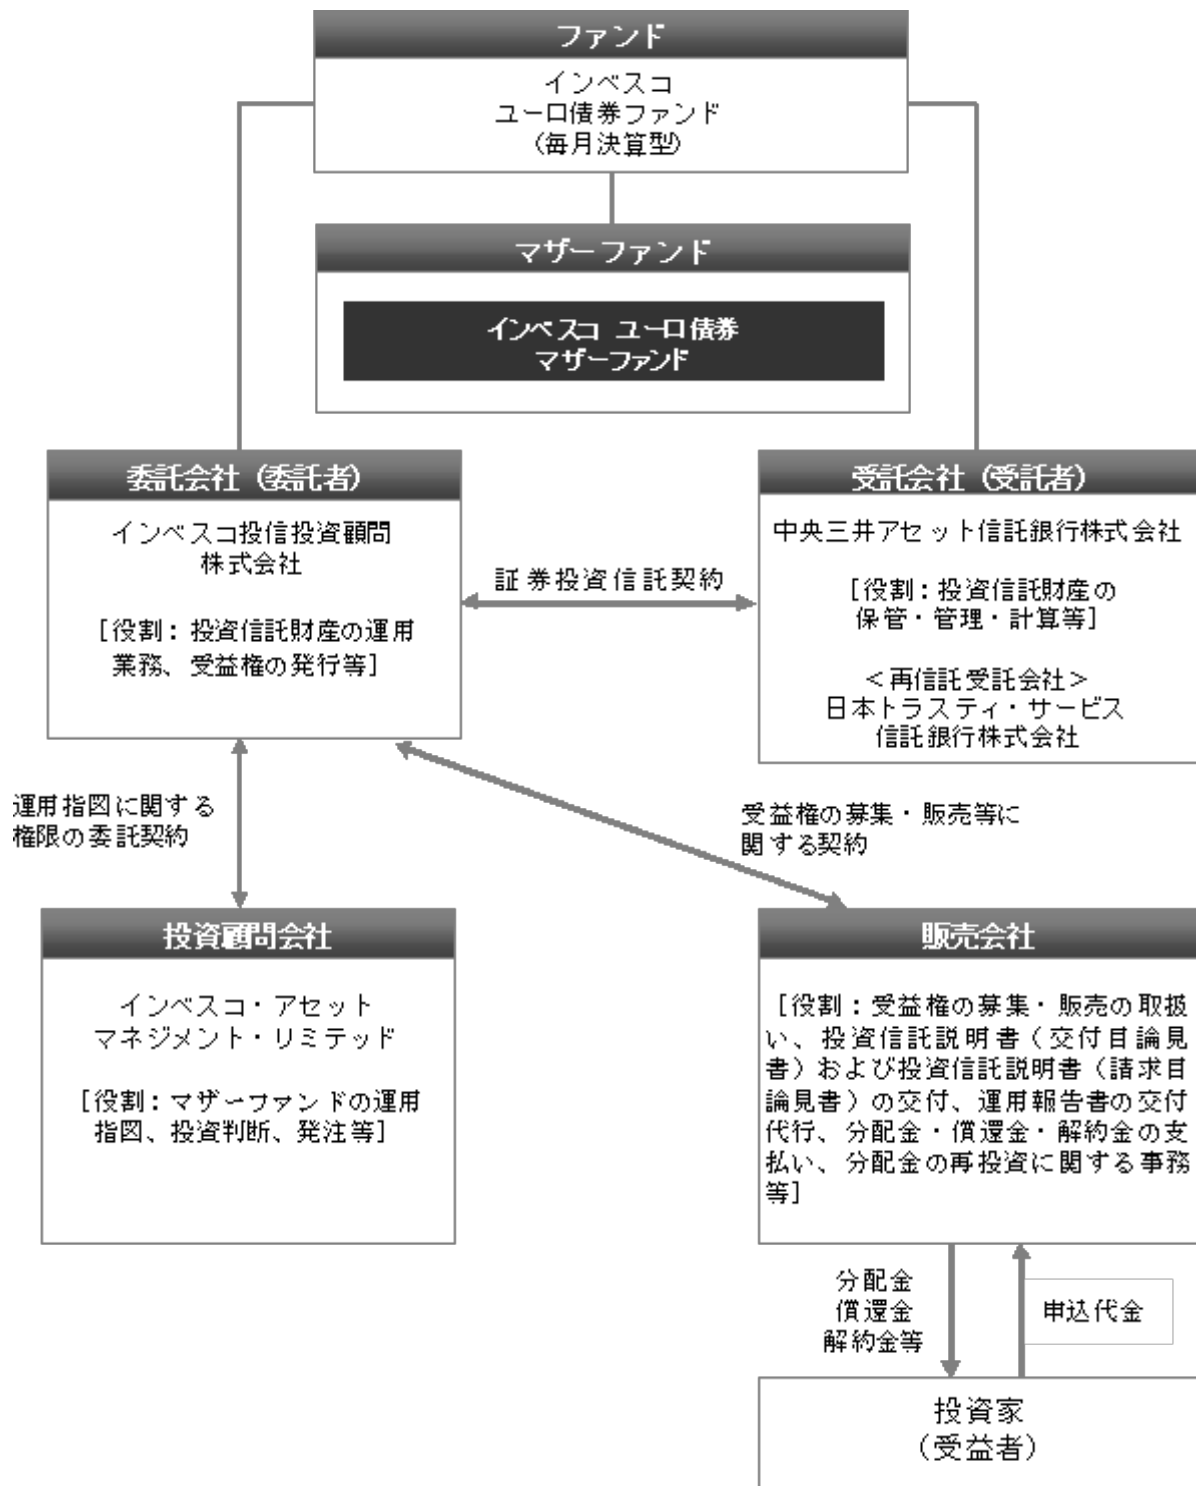 ファンド
インベスコ
ユーロ債券ファンド
(毎月決算型)
マザーファンド
インベスコ ユーロ債券
マザーファンド
委託会社(委託者)
インベスコ投信投資顧問
株式会社
[役割:投資信託財産の運用
業務、受益権の発行等]
証券投資信託契約
受託会社(受託者)
中央三井アセット信託銀行株式会社
[役割:投資信託財産の
保管・管理・計算等]
<再信託受託会社>
日本トラスティ・サービス
信託銀行株式会社
運用指図に関する
権限の委託契約
受益権の募集・販売等に
関する契約
投資顧問会社
インベスコ・アセット
マネジメント・リミテッド
[役割:マザーファンドの運用
指図、投資判断、発注等]
販売会社
[役割:受益権の募集・販売の取扱
い、投資信託説明書(交付目論見
書)および投資信託説明書(請求目
論見書)の交付、運用報告書の交付
代行、分配金・償還金・解約金の支
払い、分配金の再投資に関する事務
等]
分配金
償還金
解約金等
申込代金
投資家
(受益者)